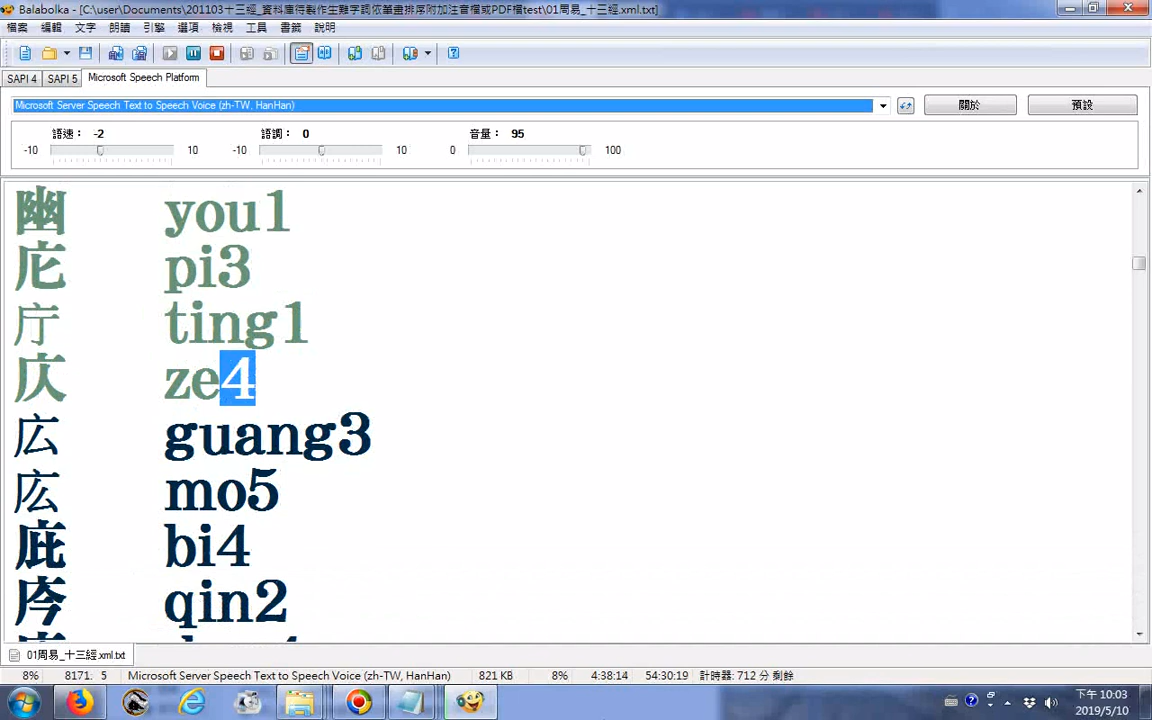 Balabolka - [C:\user\Documents\201103十三經_資料庫待製作生難字詞依筆畫排序附加注音檔或PDF檔test\01周易_十三經.xml.txt]
檔案 編輯 文字 朗讀 引擎 選項 檢視 工具 書籤 說明
SAPI 4 SAPI 5 Microsoft Speech Platform
Microsoft Server Speech Text to Speech Voice (zh-TW, HanHan) 關於 預設
語速： -2 語調： 0 音量： 95
-10 10 -10 10 0 100
幽 you1
庀 pi3
庁 ting1
庂 ze4
広 guang3
庅 mo5
庇 bi4
庈 qin2
01周易_十三經.xml.txt
8% 8171: 5 Microsoft Server Speech Text to Speech Voice (zh-TW, HanHan) 821 KB 8% 4:38:14 54:30:19 計時器: 712 分 剩餘
下午 10:03
2019/5/10